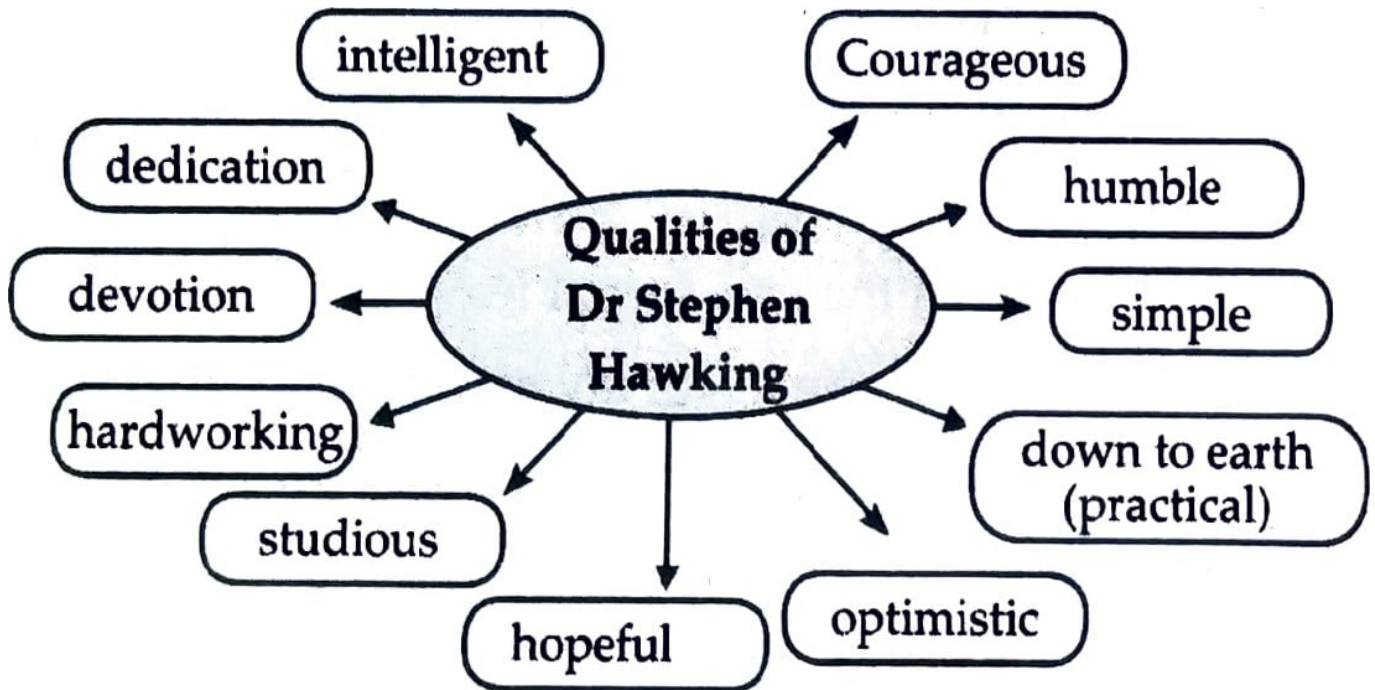 intelligent
Courageous
dedication
humble
Qualities of
Dr Stephen
Hawking
devotion
simple
hardworking
down to earth
(practical)
studious
hopeful
optimistic